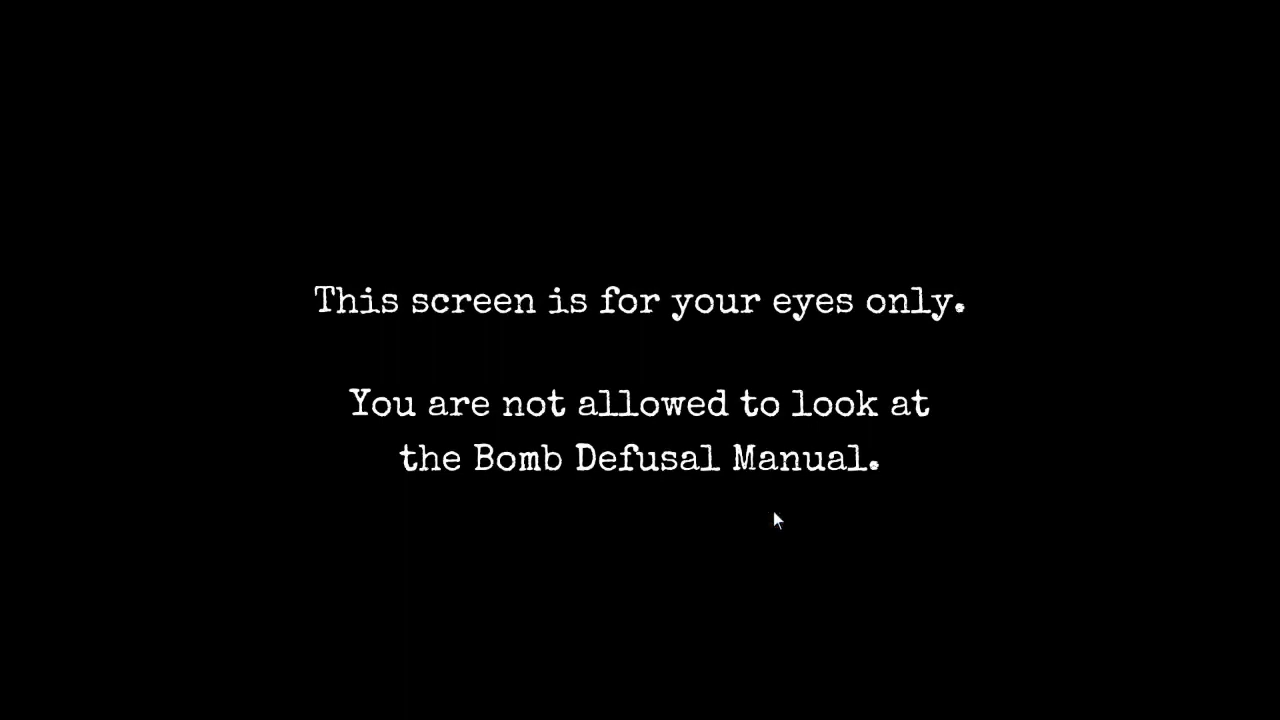 This screen is for your eyes only.
You are not allowed to look at
the Bomb Defusal Manual.